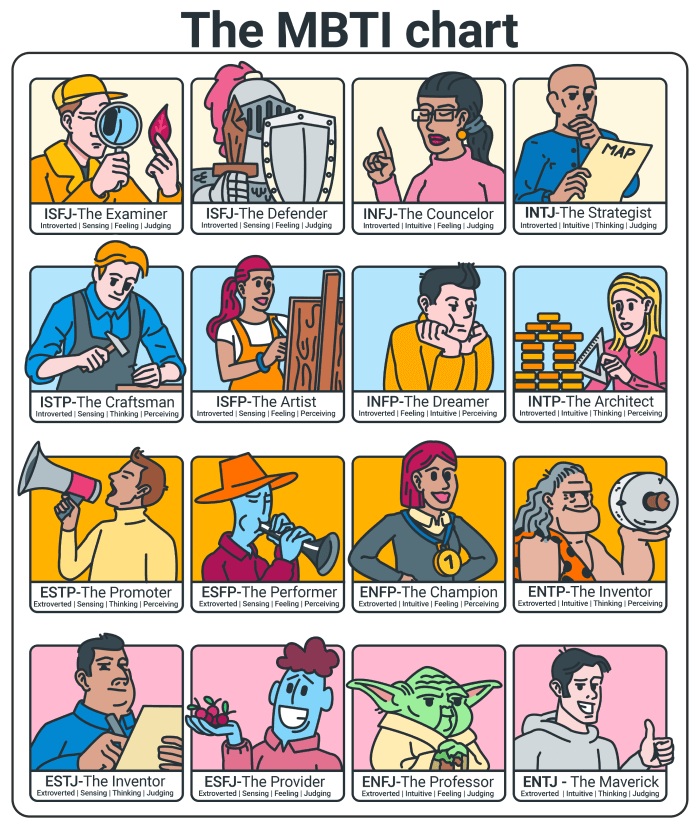 The MBTI chart
ISFJ-The Examiner
Introverted | Sensing | Feeling | Judging
ISFJ-The Defender
Introverted | Sensing | Feeling | Judging
INFJ-The Councelor
Introverted | Intuitive | Feeling | Judging
MAP
INTJ-The Strategist
Introverted | Intuitive | Thinking | Judging
ISTP-The Craftsman
Introverted | Sensing | Thinking | Perceiving
ISFP-The Artist
Introverted | Sensing | Feeling | Perceiving
INFP-The Dreamer
Introverted | Feeling | Intuitive | Perceiving
INTP-The Architect
Introverted | Intuitive | Thinking | Perceiving
ESTP-The Promoter
Extroverted | Sensing | Thinking | Perceiving
ESFP-The Performer
Extroverted | Sensing | Feeling | Perceiving
1
ENFP-The Champion
Extroverted | Intuitive | Feeling | Perceiving
ENTP-The Inventor
Extroverted | Intuitive | Thinking | Perceiving
ESTJ-The Inventor
Extroverted | Sensing | Thinking | Judging
ESFJ-The Provider
Extroverted | Sensing | Feeling | Judging
ENFJ-The Professor
Extroverted | Intuitive | Feeling | Judging
ENTJ - The Maverick
Extroverted | Intuitive | Thinking | Judging